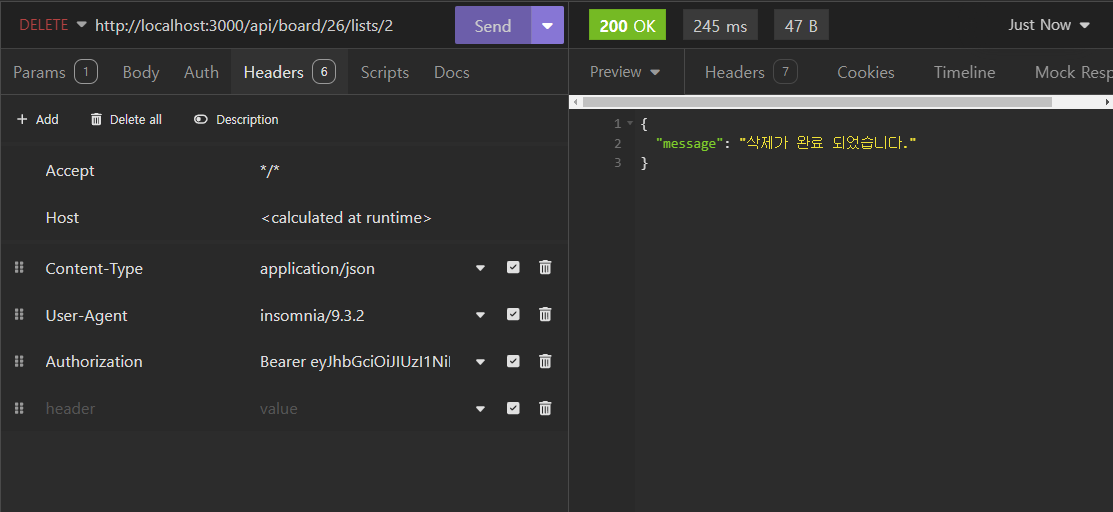 DELETE http://localhost:3000/api/board/26/lists/2 Send
200 OK 245 ms 47 B Just Now
Params 1 Body Auth Headers 6 Scripts Docs
Preview Headers 7 Cookies Timeline Mock Resp
Add Delete all Description
Accept */*
Host <calculated at runtime>
Content-Type application/json
User-Agent insomnia/9.3.2
Authorization Bearer eyJhbGciOiJIUzI1NiI
header value
1 {
2 "message": "삭제가 완료 되었습니다."
3 }